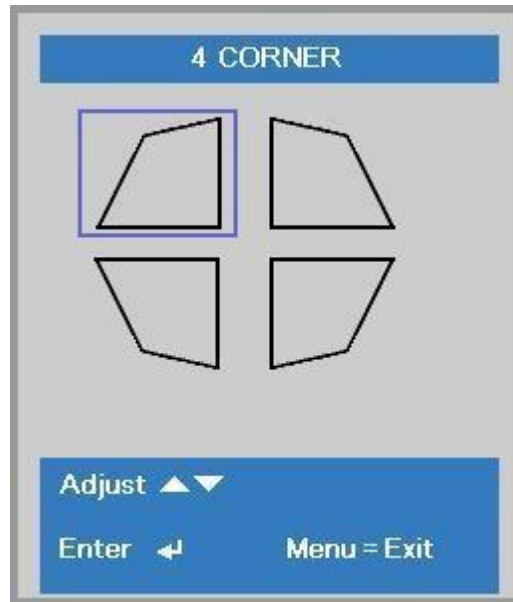 4 CORNER
Adjust ▲▼
Enter ↵
Menu = Exit